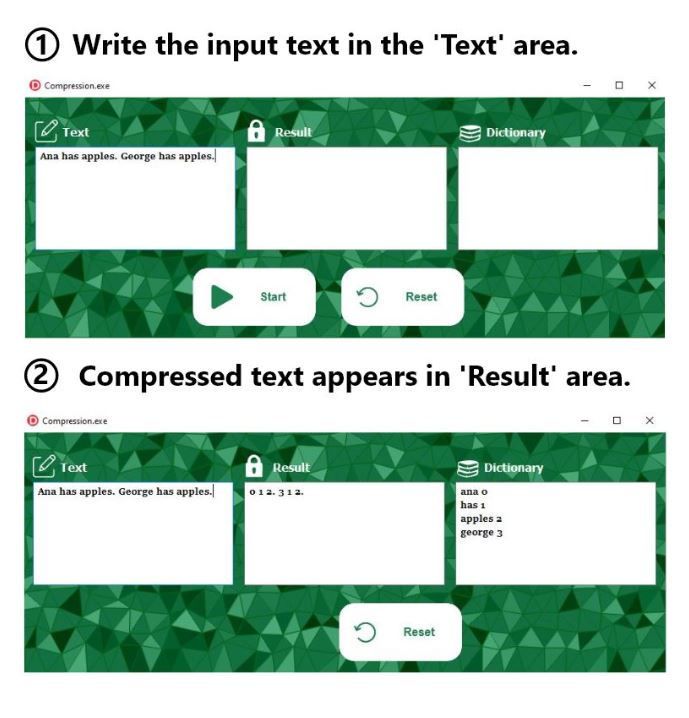 ① Write the input text in the 'Text' area.
Compression.exe
Text
Result
Dictionary
Ana has apples. George has apples.
Start
Reset
② Compressed text appears in 'Result' area.
Compression.exe
Text
Result
Dictionary
Ana has apples. George has apples.
0 1 2. 3 1 2.
ana 0
has 1
apples 2
george 3
Reset